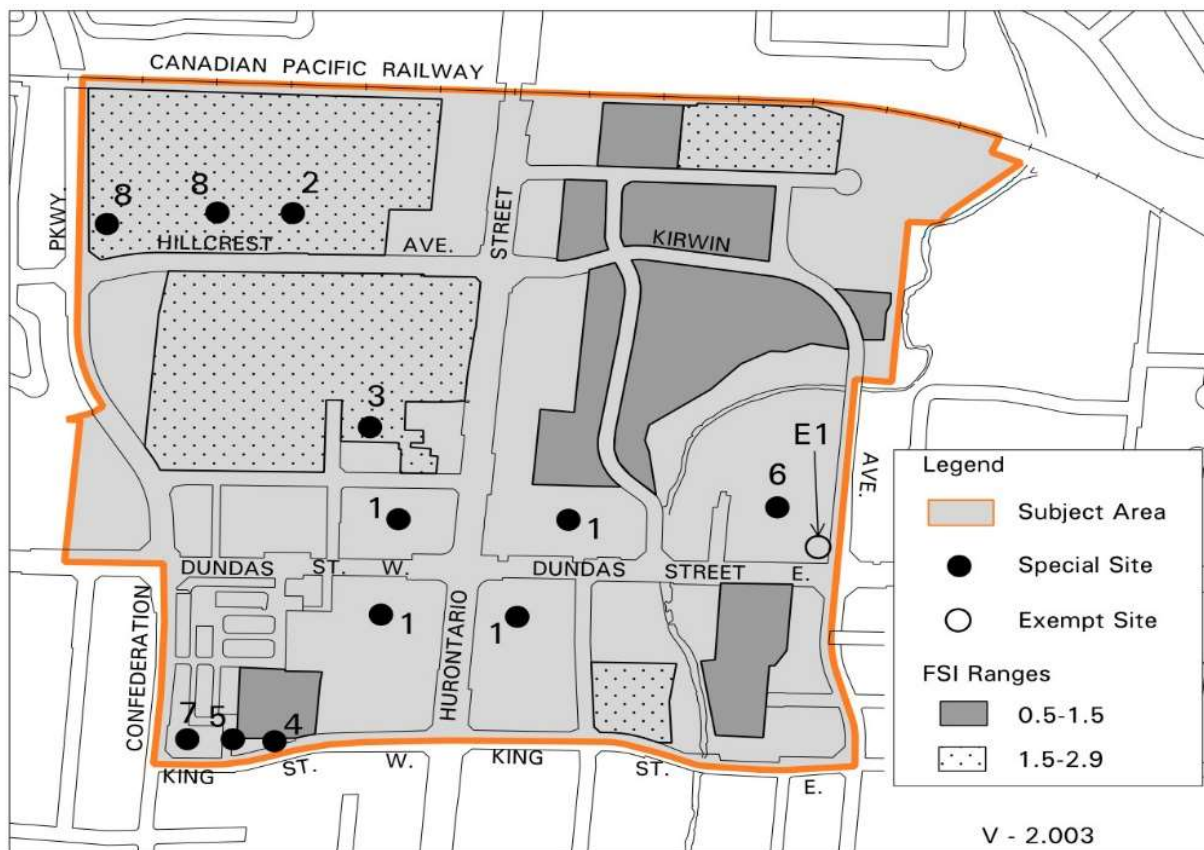 CANADIAN PACIFIC RAILWAY
PKWY.
8
8
2
HILLCREST AVE.
STREET
KIRWIN
3
1
1
6
E1
AVE.
DUNDAS ST. W.
DUNDAS STREET E.
CONFEDERATION
HURONTARIO
1
1
7
5
4
KING ST. W.
KING ST. E.
Legend
Subject Area
Special Site
Exempt Site
FSI Ranges
0.5-1.5
1.5-2.9
V - 2.003